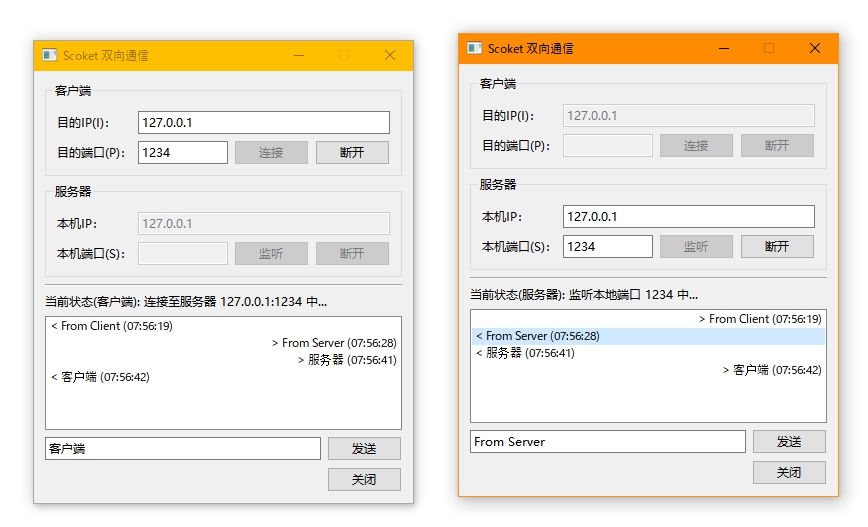 Scoket 双向通信
客户端
目的IP(I):
127.0.0.1
目的端口(P):
1234
连接
断开
服务器
本机IP:
127.0.0.1
本机端口(S):
监听
断开
当前状态(客户端): 连接至服务器 127.0.0.1:1234 中...
< From Client (07:56:19)
> From Server (07:56:28)
> 服务器 (07:56:41)
< 客户端 (07:56:42)
客户端
发送
关闭
Scoket 双向通信
客户端
目的IP(I):
127.0.0.1
目的端口(P):
连接
断开
服务器
本机IP:
127.0.0.1
本机端口(S):
1234
监听
断开
当前状态(服务器): 监听本地端口 1234 中...
> From Client (07:56:19)
< From Server (07:56:28)
< 服务器 (07:56:41)
> 客户端 (07:56:42)
From Server
发送
关闭